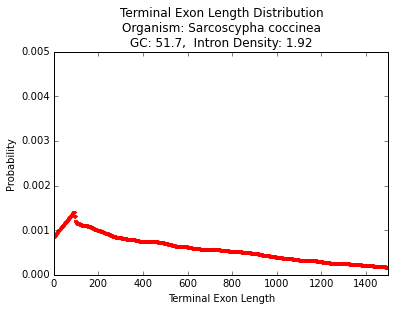 Terminal Exon Length Distribution
Organism: Sarcoscypha coccinea
GC: 51.7,  Intron Density: 1.92
0.005
0.004
0.003
0.002
0.001
0.000
Probability
0
200
400
600
800
1000
1200
1400
Terminal Exon Length